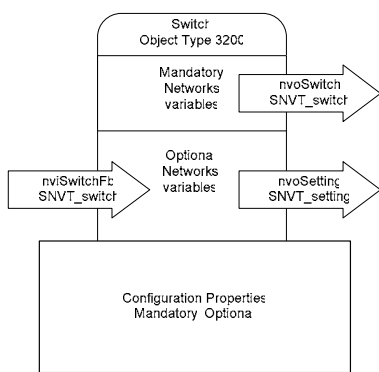 Switch
Object Type 3200
Mandatory
Networks
variables
nvoSwitch
SNVT_switch
Optiona
Networks
variables
nviSwitchFb
SNVT_switch
nvoSetting
SNVT_setting
Configuration Properties
Mandatory Optiona